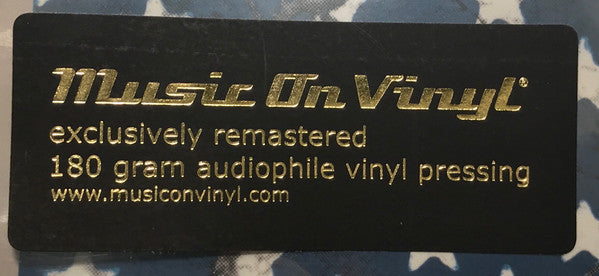 Music On Vinyl®
exclusively remastered
180 gram audiophile vinyl pressing
www.musiconvinyl.com